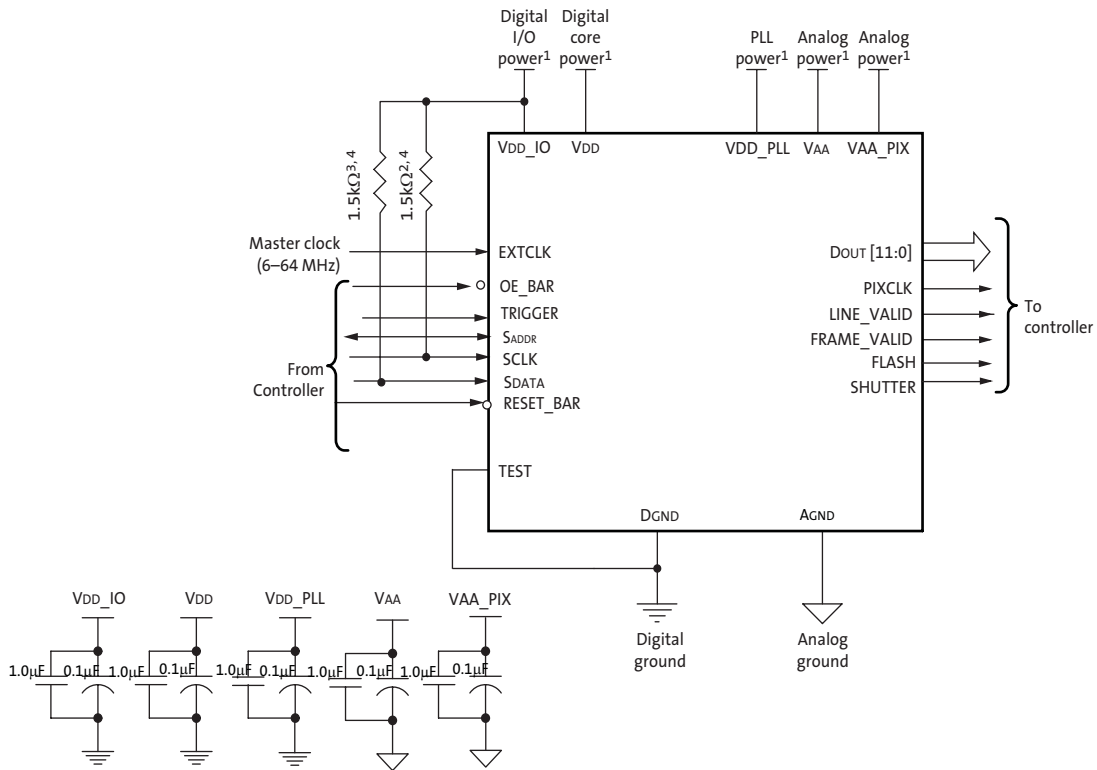 Digital
I/O
power1
Digital
core
power1
PLL
power1
Analog
power1
Analog
power1
VDD_IO
VDD
VDD_PLL
VAA
VAA_PIX
1.5kΩ3, 4
1.5kΩ2, 4
Master clock
(6–64 MHz)
From
Controller
EXTCLK
OE_BAR
TRIGGER
SADDR
SCLK
SDATA
RESET_BAR
TEST
DOUT [11:0]
PIXCLK
LINE_VALID
FRAME_VALID
FLASH
SHUTTER
To
controller
DGND
AGND
Digital
ground
Analog
ground
VDD_IO
VDD
VDD_PLL
VAA
VAA_PIX
1.0μF
0.1μF
1.0μF
0.1μF
1.0μF
0.1μF
1.0μF
0.1μF
1.0μF
0.1μF